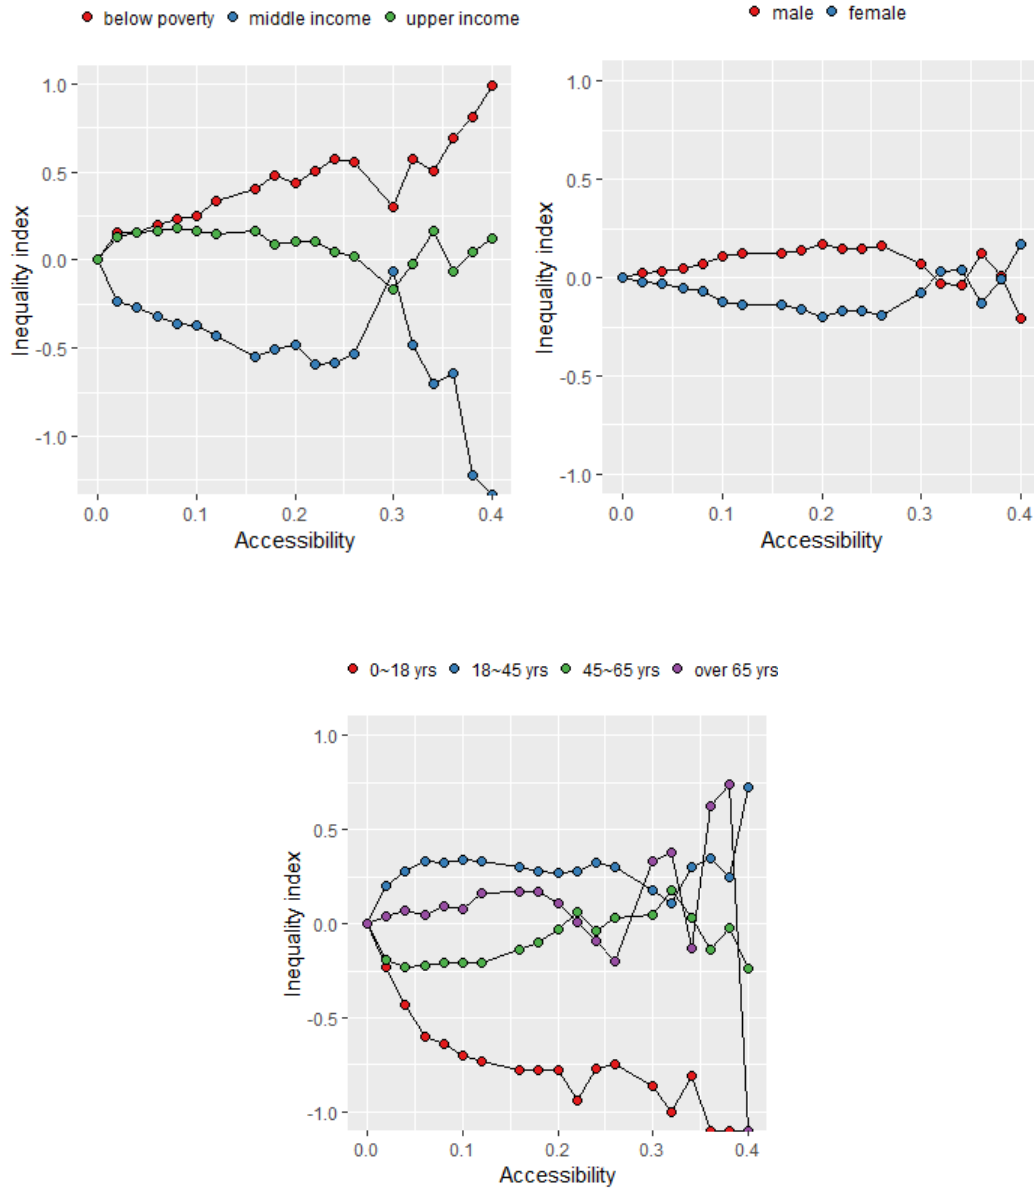 below poverty middle income upper income
1.0
0.5
0.0
-0.5
-1.0
Inequality index
0.0 0.1 0.2 0.3 0.4
Accessibility
male female
1.0
0.5
0.0
-0.5
-1.0
Inequality index
0.0 0.1 0.2 0.3 0.4
Accessibility
0~18 yrs 18~45 yrs 45~65 yrs over 65 yrs
1.0
0.5
0.0
-0.5
-1.0
Inequality index
0.0 0.1 0.2 0.3 0.4
Accessibility